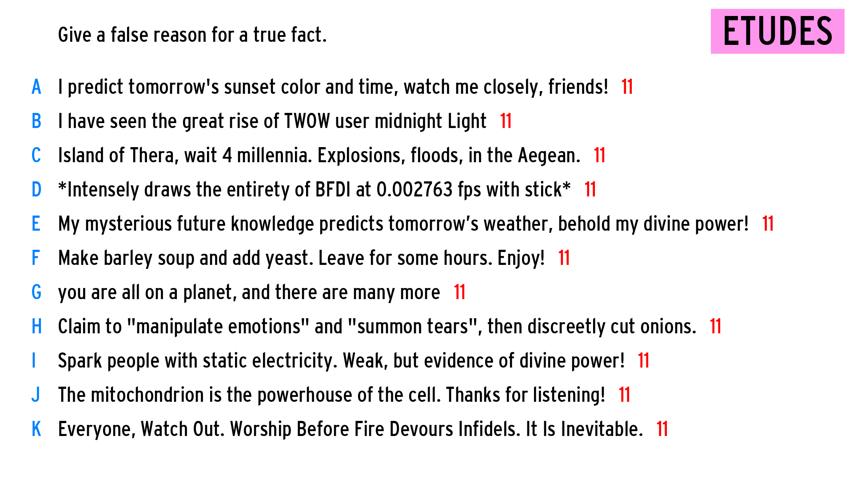 Give a false reason for a true fact.
ETUDES
A I predict tomorrow's sunset color and time, watch me closely, friends! 11
B I have seen the great rise of TWOW user midnight Light 11
C Island of Thera, wait 4 millennia. Explosions, floods, in the Aegean. 11
D *Intensely draws the entirety of BFDI at 0.002763 fps with stick* 11
E My mysterious future knowledge predicts tomorrow’s weather, behold my divine power! 11
F Make barley soup and add yeast. Leave for some hours. Enjoy! 11
G you are all on a planet, and there are many more 11
H Claim to "manipulate emotions" and "summon tears", then discreetly cut onions. 11
I Spark people with static electricity. Weak, but evidence of divine power! 11
J The mitochondrion is the powerhouse of the cell. Thanks for listening! 11
K Everyone, Watch Out. Worship Before Fire Devours Infidels. It Is Inevitable. 11